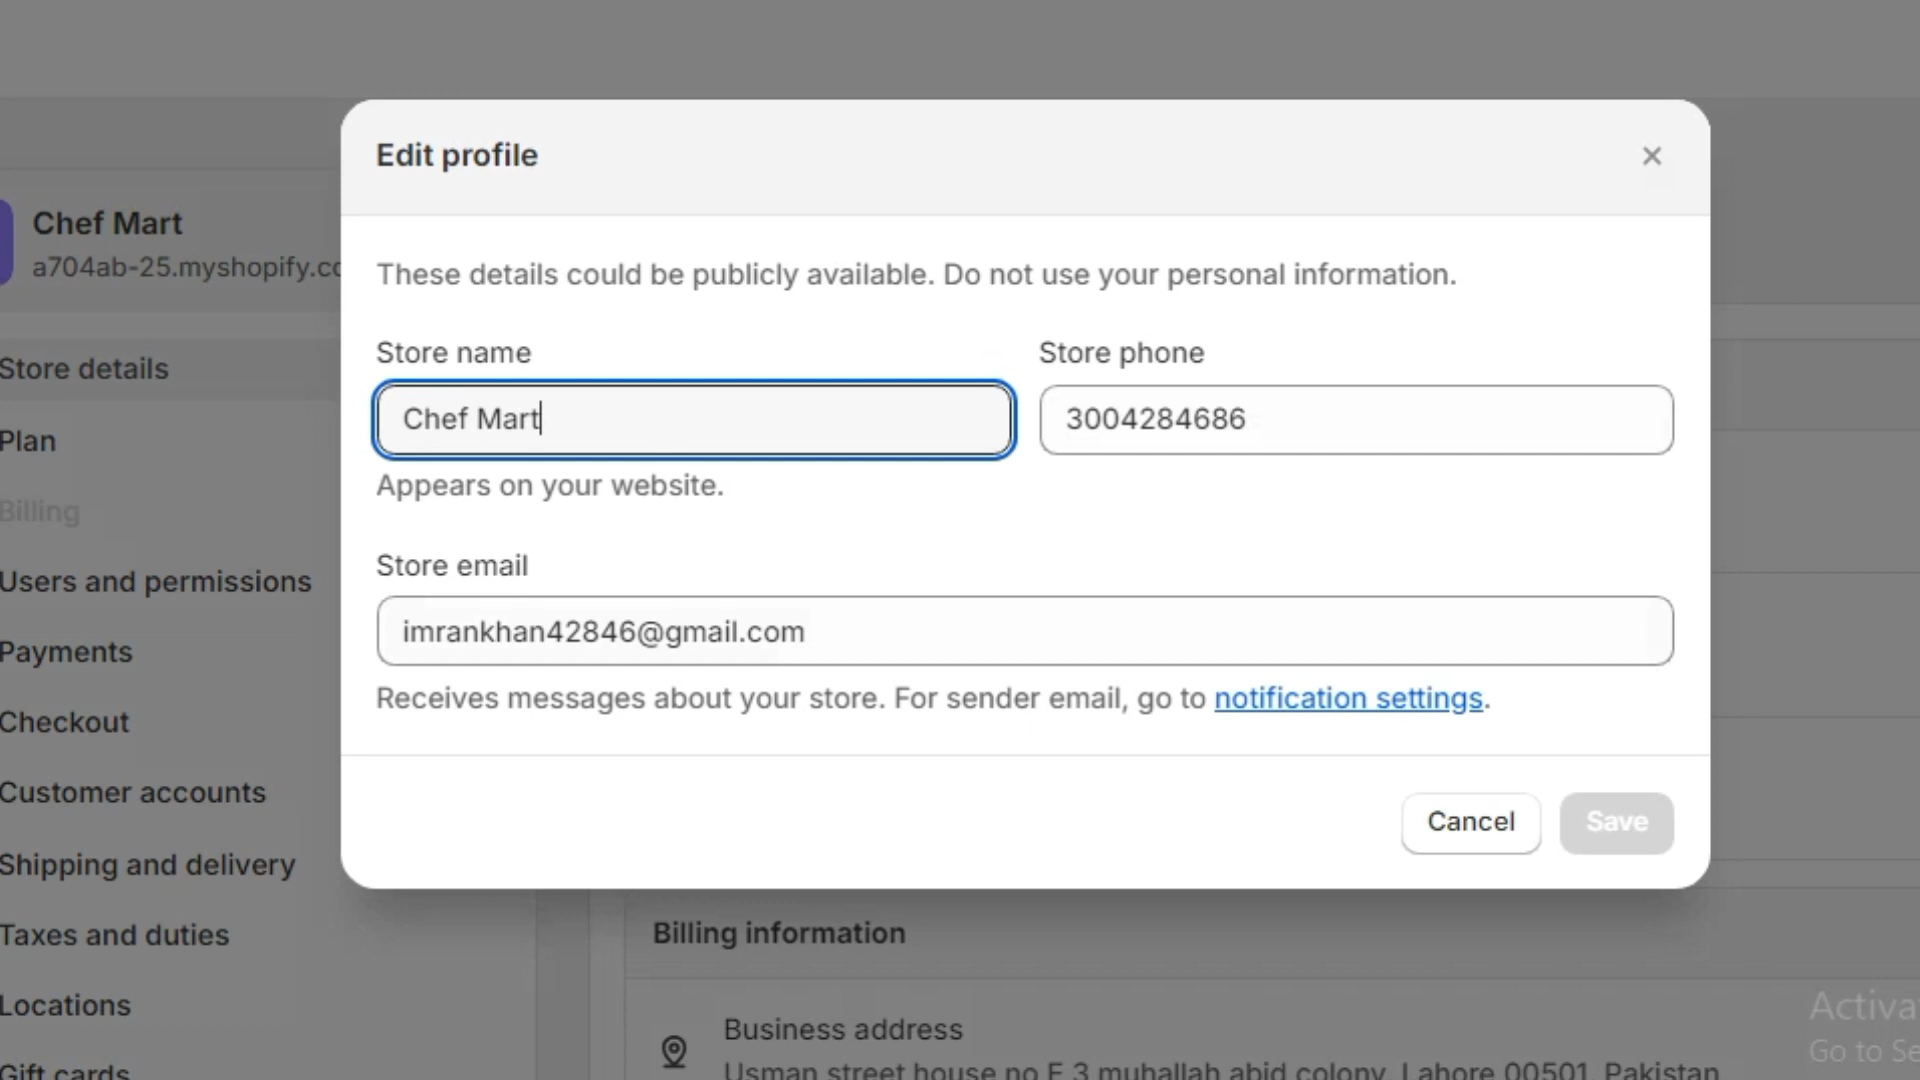 Edit profile
Chef Mart
a704ab-25.myshopify.co
These details could be publicly available. Do not use your personal information.
Store name
Store phone
Store details
Chef Mart
3004284686
Plan
Appears on your website.
Billing
Store email
Users and permissions
imrankhan42846@gmail.com
Payments
Receives messages about your store. For sender email, go to notification settings.
Checkout
Customer accounts
Cancel
Save
Shipping and delivery
Taxes and duties
Billing information
Locations
Business address
Gift cards
Usman street house no E 3 muhallah abid colony, Lahore 00501, Pakistan
Activa
Go to Se